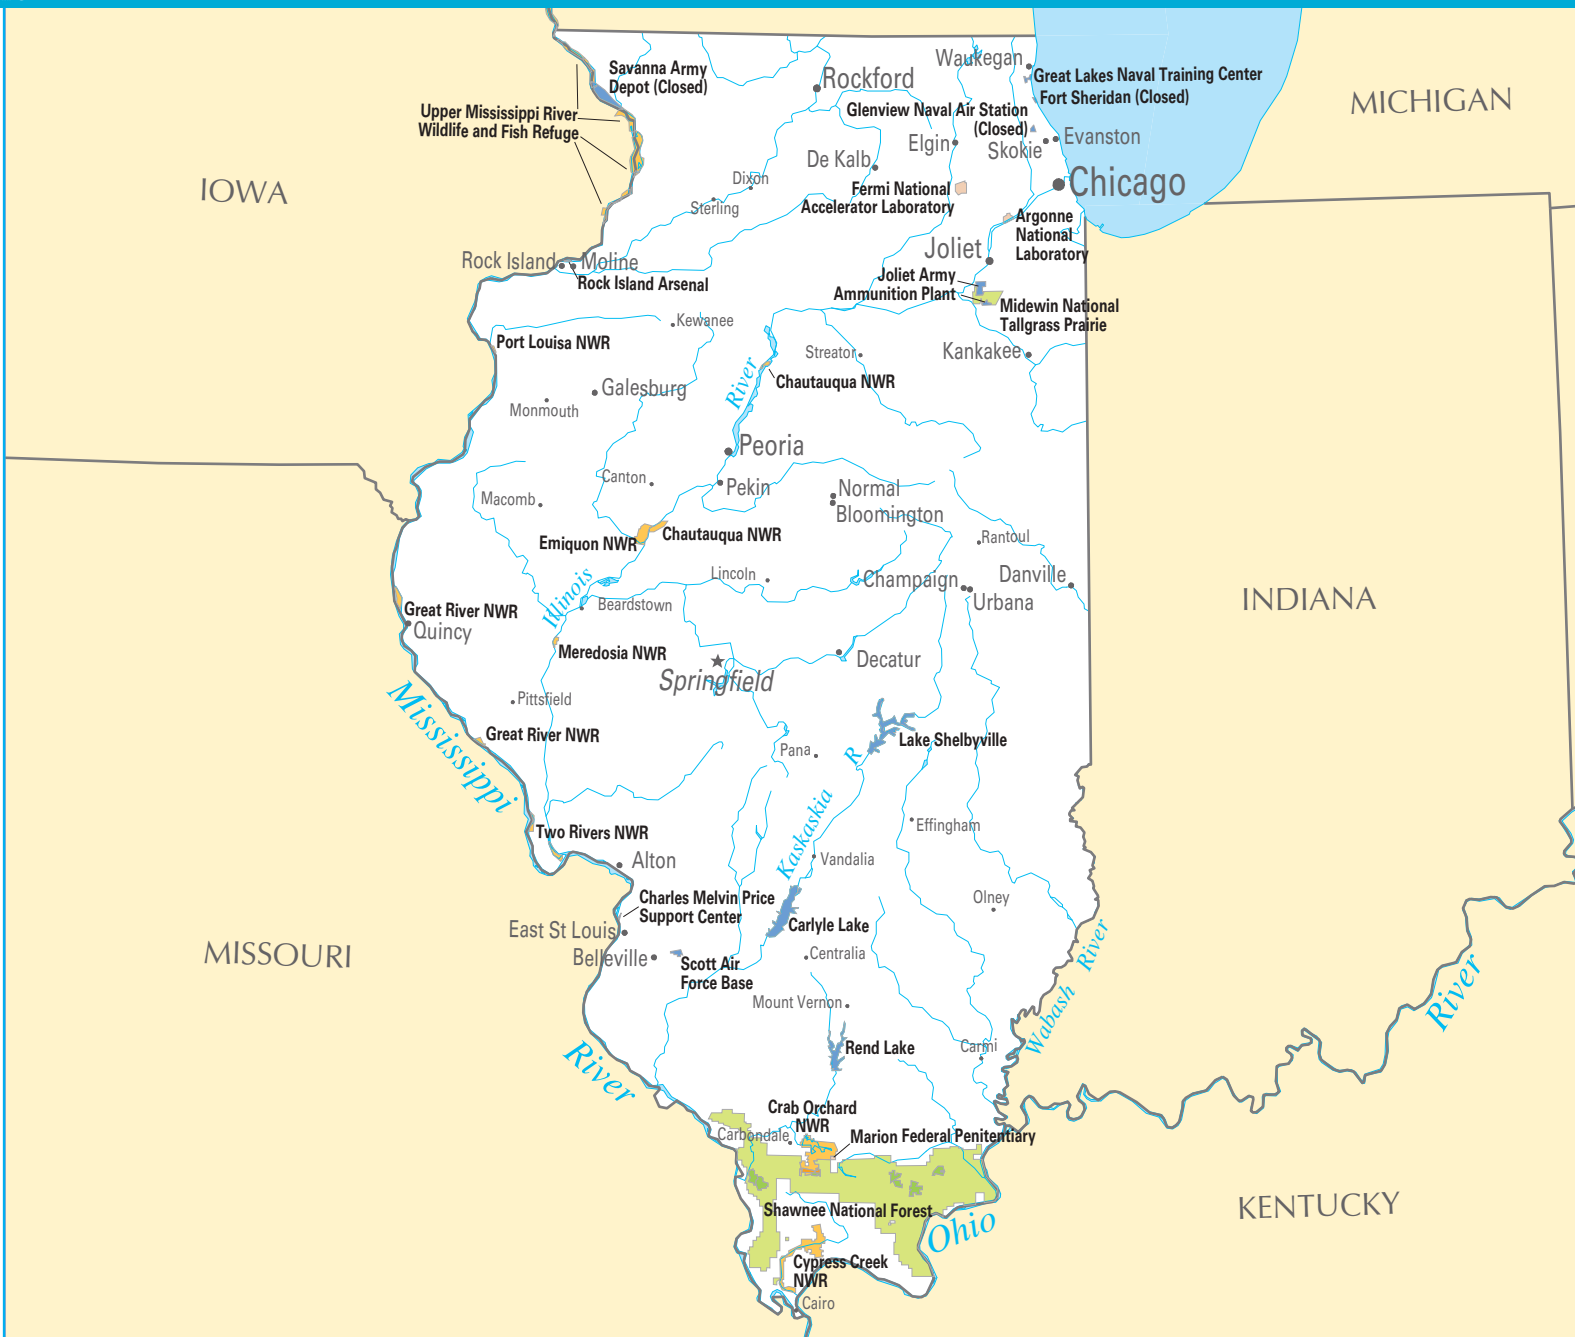 Waukegan
Savanna Army
Depot (Closed)
Rockford
Great Lakes Naval Training Center
Fort Sheridan (Closed)
MICHIGAN
Upper Mississippi River
Wildlife and Fish Refuge
Glenview Naval Air Station
(Closed)
Elgin
Skokie
Evanston
De Kalb
Chicago
IOWA
Dixon
Sterling
Fermi National
Accelerator Laboratory
Argonne
National
Laboratory
Joliet
Rock Island
Moline
Rock Island Arsenal
Joliet Army
Ammunition Plant
Midewin National
Tallgrass Prairie
Kewanee
Port Louisa NWR
Streator
Kankakee
River
Chautauqua NWR
Galesburg
Monmouth
Peoria
Canton
Pekin
Normal
Bloomington
Macomb
Emiquon NWR
Chautauqua NWR
Rantoul
Illinois
Lincoln
Champaign
Urbana
Danville
INDIANA
Beardstown
Great River NWR
Quincy
Meredosia NWR
Springfield
Decatur
Mississippi
Pittsfield
Great River NWR
Pana
R
Lake Shelbyville
Kaskaskia
Two Rivers NWR
Effingham
Alton
Vandalia
Charles Melvin Price
Support Center
Olney
East St Louis
Carlyle Lake
MISSOURI
Belleville
Scott Air
Force Base
Centralia
Wabash River
River
Mount Vernon
Rend Lake
Carmi
River
Crab Orchard
NWR
Carbondale
Marion Federal Penitentiary
Shawnee National Forest
Ohio
KENTUCKY
Cypress Creek
NWR
Cairo